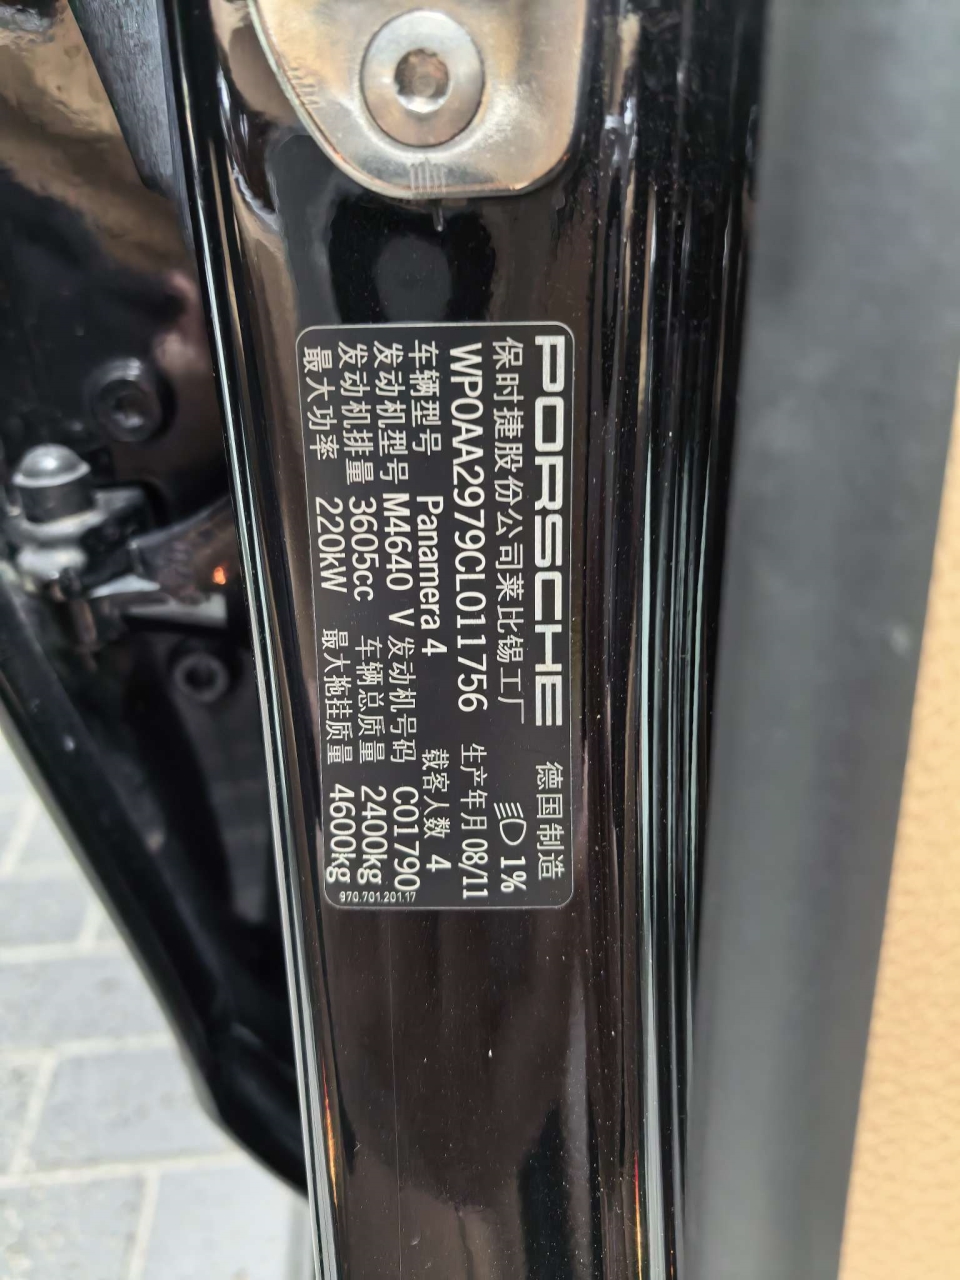 PORSCHE 德国制造
保时捷股份公司莱比锡工厂 1%
WP0AA2979CL011756 生产年月 08/11
车辆型号 Panamera 4 载客人数 4
发动机型号 M4640 V 发动机号码 C01790
发动机排量 3605cc 车辆总质量 2400kg
最大功率 220kW 最大拖挂质量 4600kg
970.701.201.17